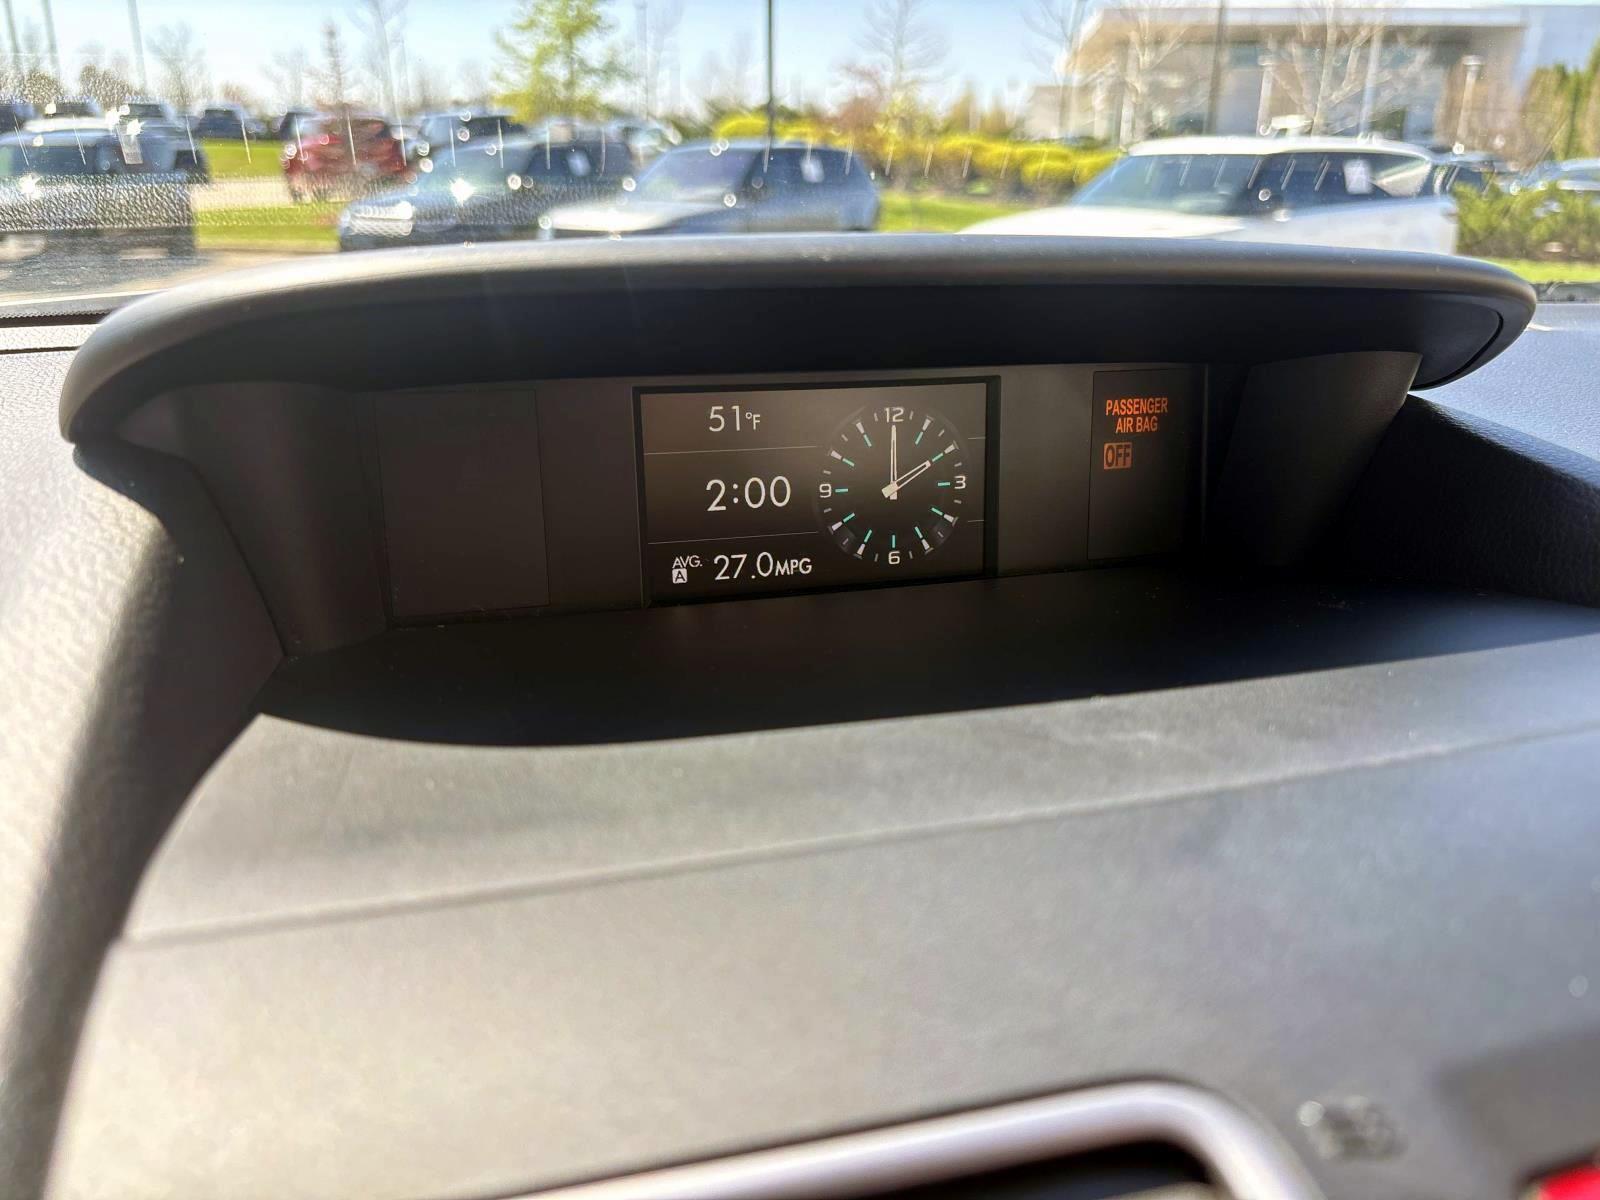 51°F
2:00
AVG.
A
27.0MPG
12
3
6
9
PASSENGER
AIR BAG
OFF